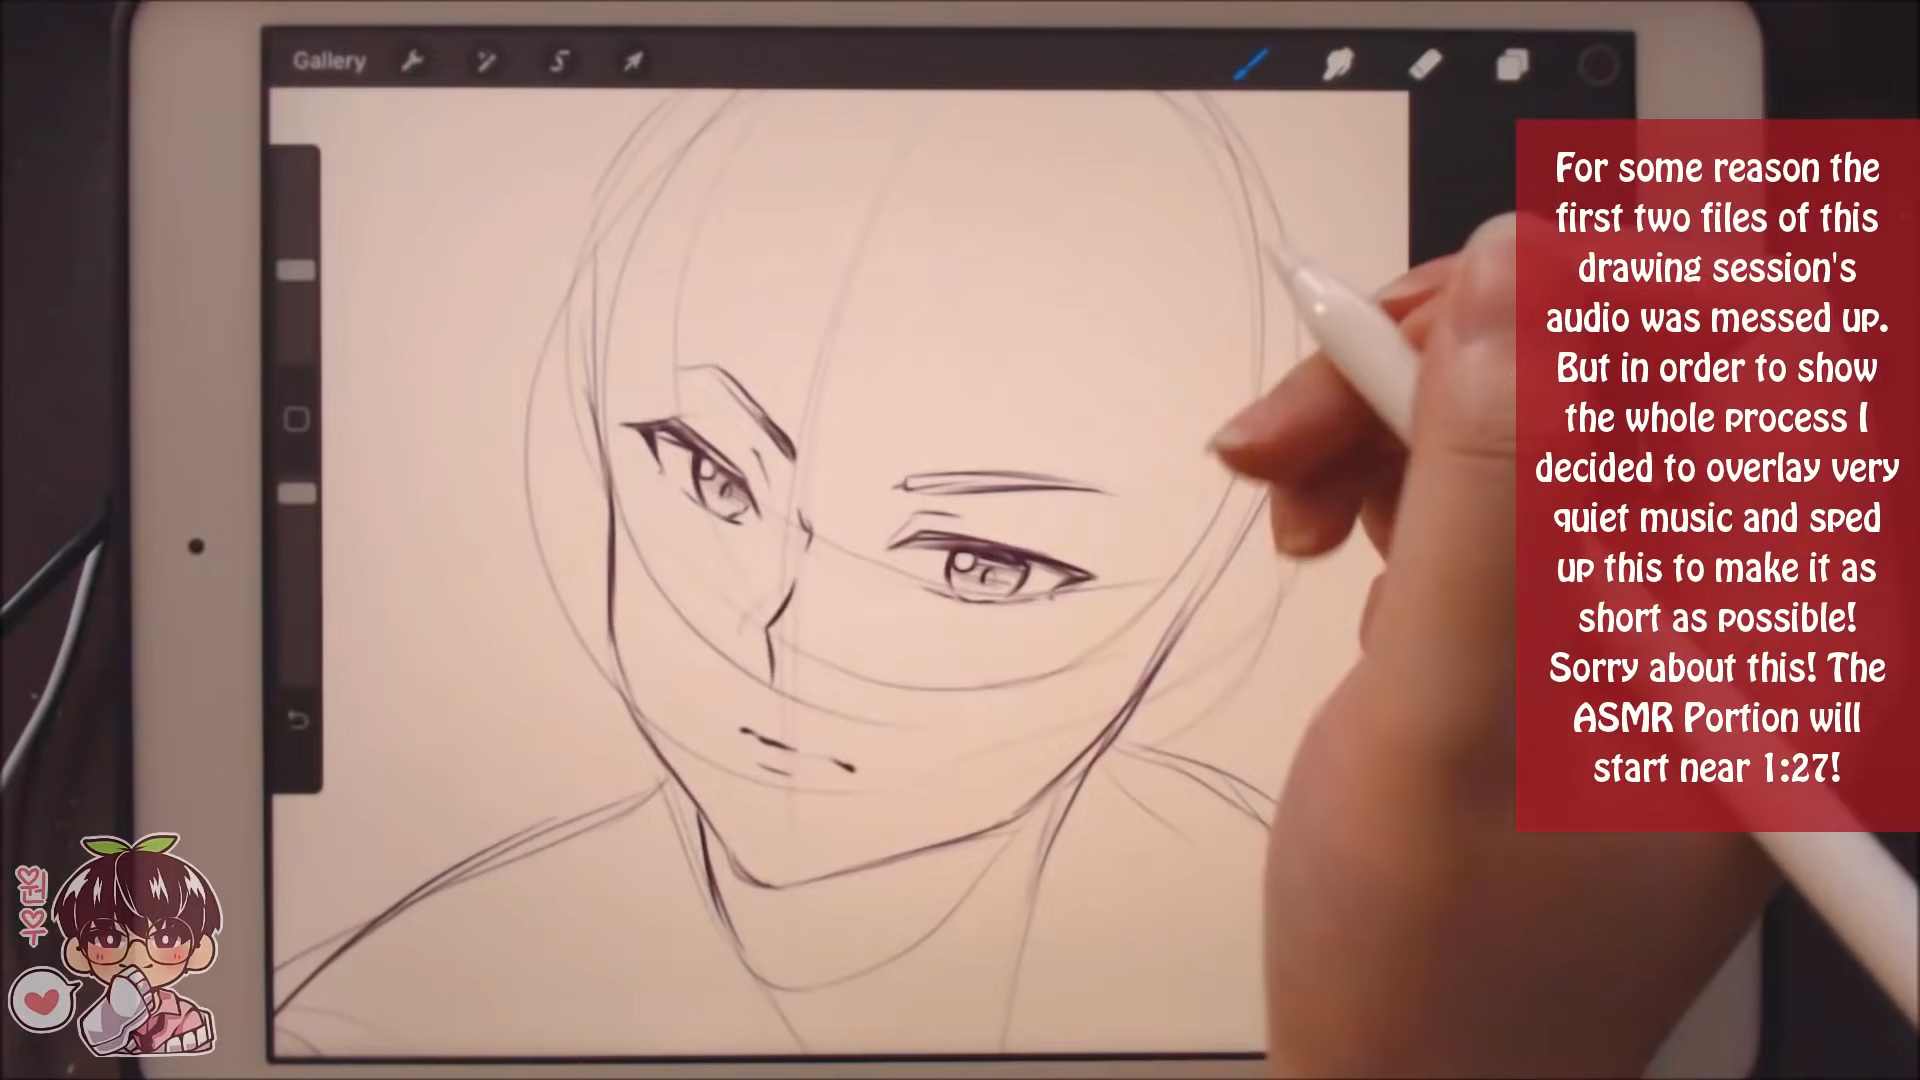 Gallery
For some reason the
first two files of this
drawing session's
audio was messed up.
But in order to show
the whole process I
decided to overlay very
quiet music and sped
up this to make it as
short as possible!
Sorry about this! The
ASMR Portion will
start near 1:27!
원우